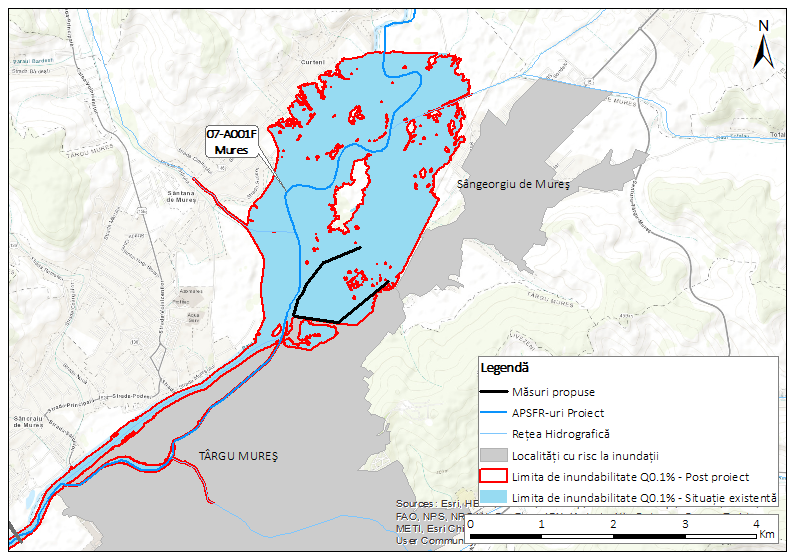 N
Curteni
TÂRGU MUREȘ
07-A001F
Mures
Sângeorgiu de Mureș
Sântana
de Mureș
TÂRGU MUREȘ
LIVEZENI
Sâncraiu de
Mureș
TÂRGU MUREȘ
Legendă
Măsuri propuse
APSFR-uri Proiect
Rețea Hidrografică
Localități cu risc la inundații
Limita de inundabilitate Q0.1% - Post proiect
Limita de inundabilitate Q0.1% - Situație existentă
Sources: Esri, HE
FAO, NPS, NR
METI, Esri Chi
User Commun
0 1 2 3 4
Km